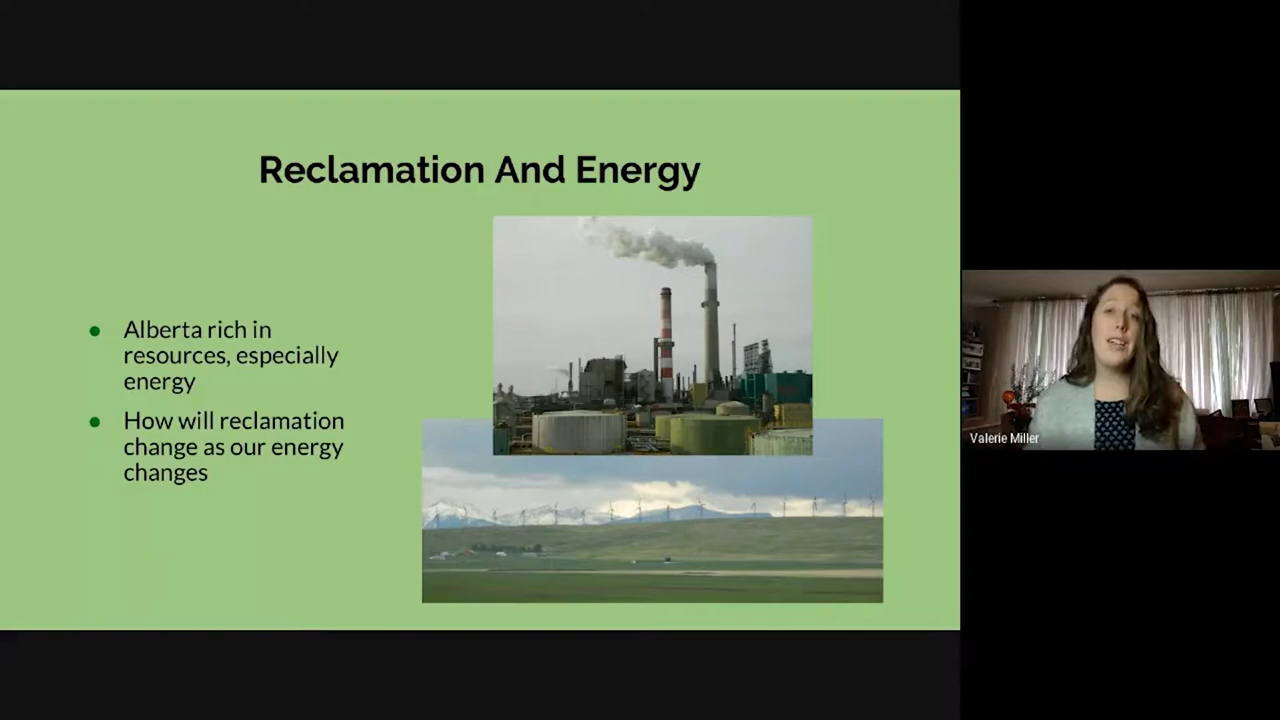 Reclamation And Energy
Alberta rich in
resources, especially
energy
How will reclamation
change as our energy
changes
Valerie Miller